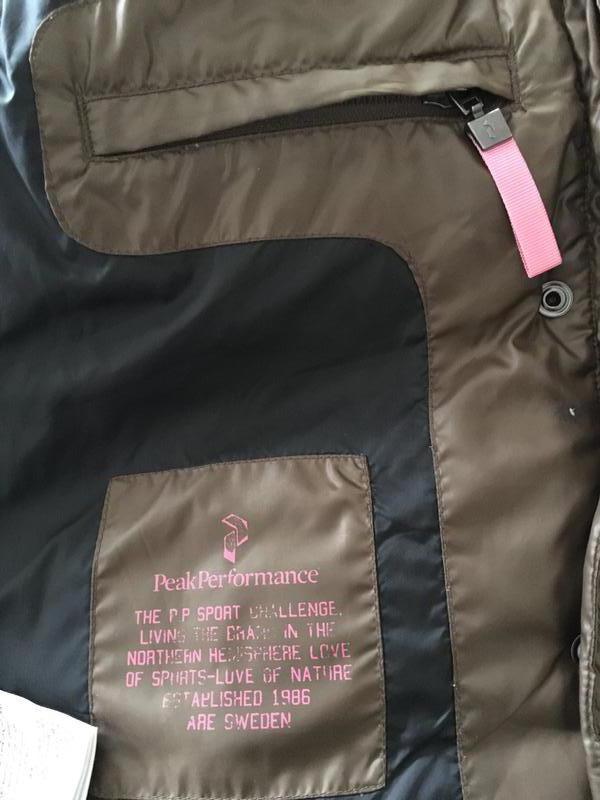 PeakPerformance
THE P.P SPORT CHALLENGE.
LIVING THE IN THE
NORTHERN HEMISPHERE LOVE
OF SPORTS-LOVE OF NATURE
ESTABLISHED 1986
ARE SWEDEN